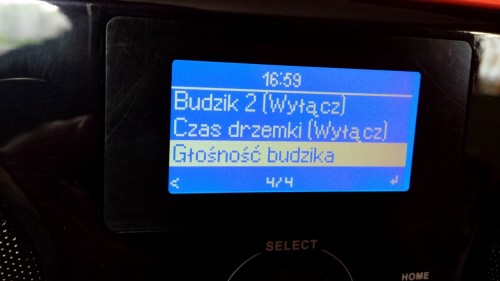 16:59
Budzik 2 (Wyłącz)
Czas drzemki (Wyłącz)
Głośność budzika
< 4/4 ↲
SELECT
HOME